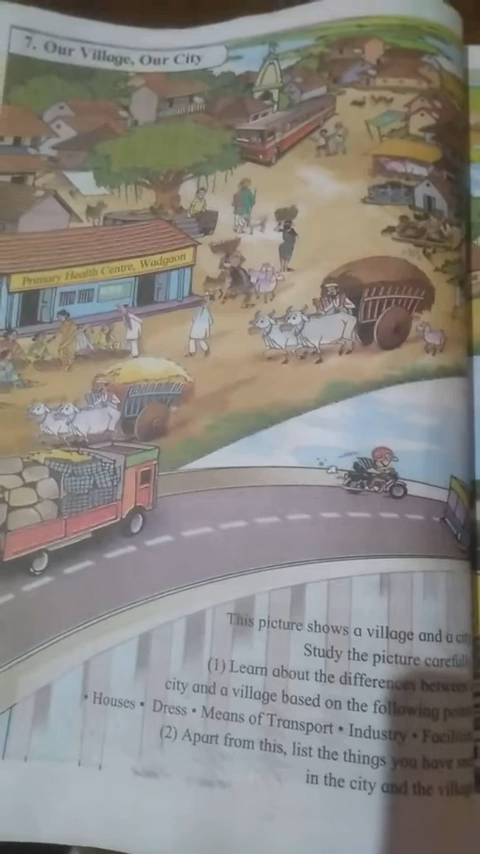 7. Our Village, Our City
Primary Health Centre, Wadgaon
This picture shows a village and a
Study the picture
(1) Learn about the differences between
city and a village based on the following
• Houses • Dress • Means of Transport • Industry •
(2) Apart from this, list the things you have
in the city and the